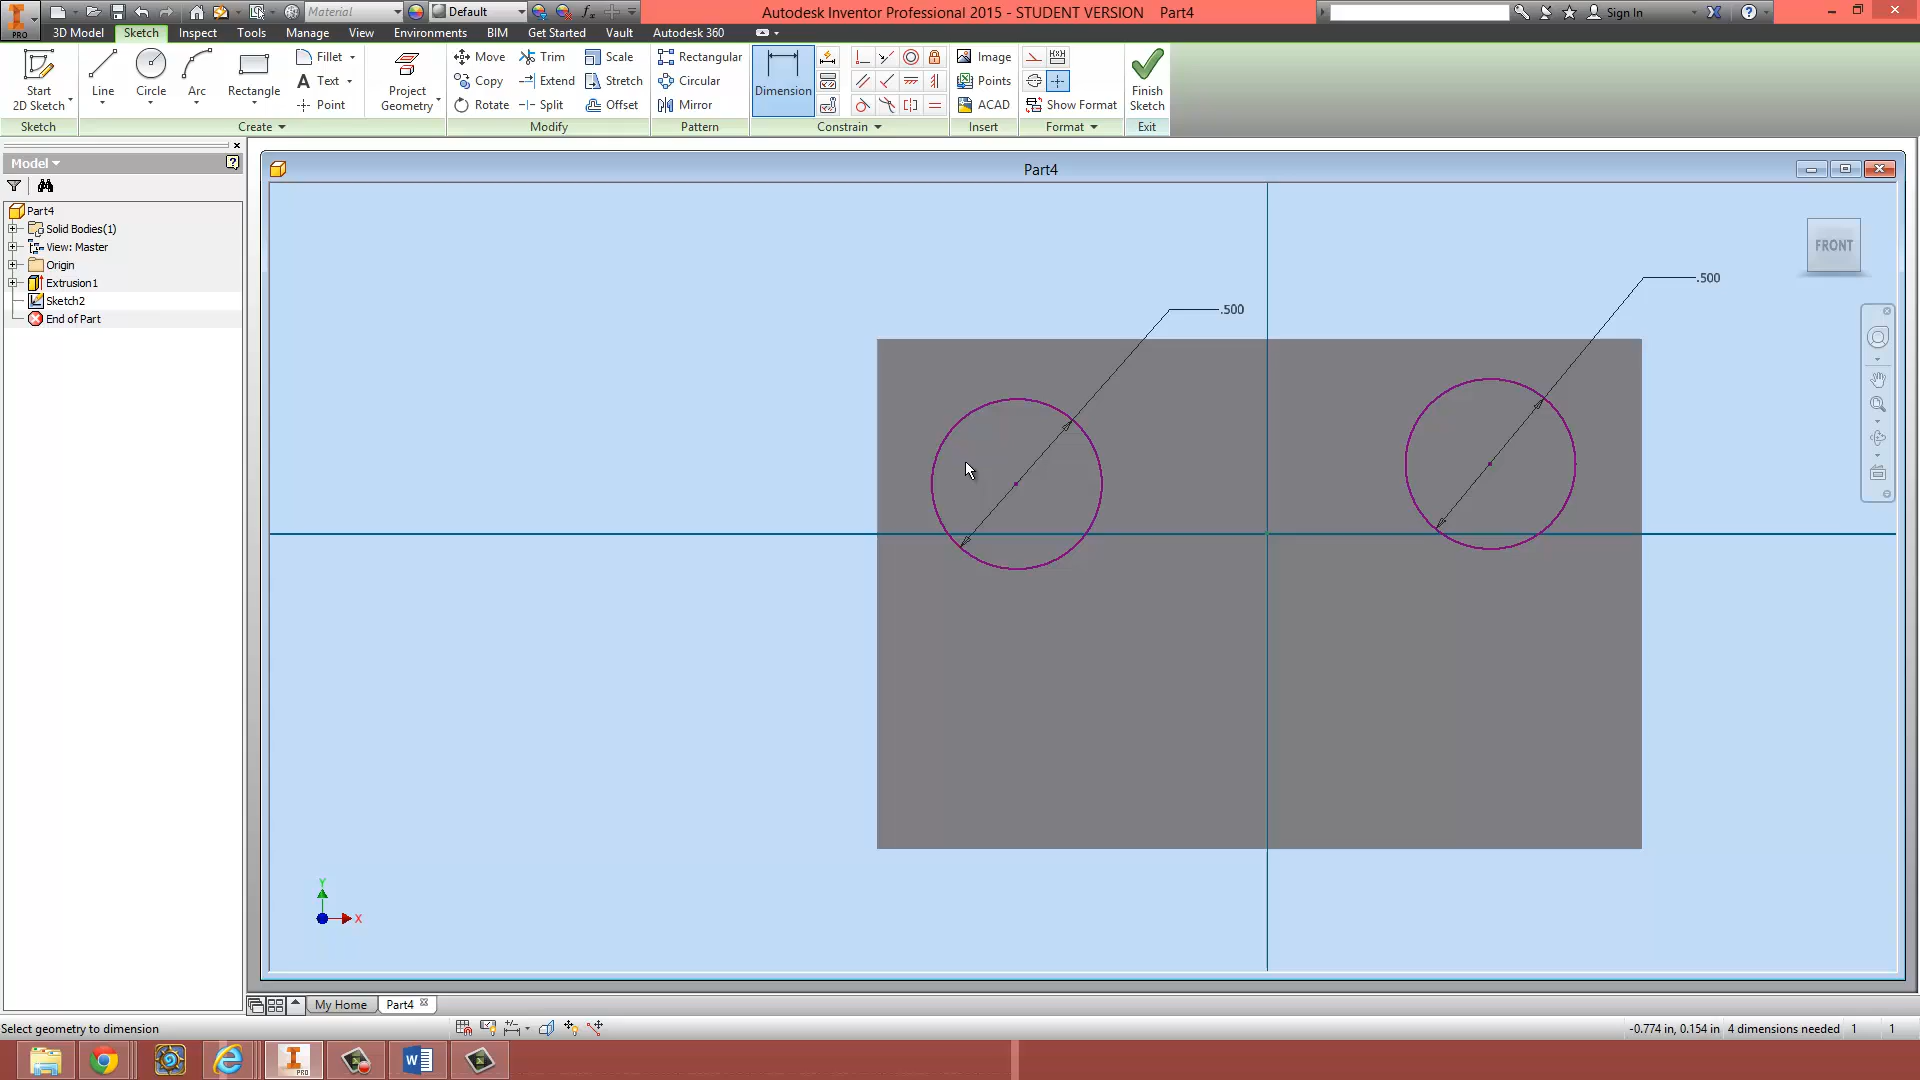 Material
Default
Autodesk Inventor Professional 2015 - STUDENT VERSION Part4
Sign In
PRO
3D Model Sketch Inspect Tools Manage View Environments BIM Get Started Vault Autodesk 360
Start
2D Sketch
Line
Circle
Arc
Rectangle
Fillet
Text
Point
Project
Geometry
Move
Copy
Rotate
Trim
Extend
Split
Scale
Stretch
Offset
Rectangular
Circular
Mirror
Dimension
Image
Points
ACAD
Show Format
Finish
Sketch
Sketch Create Modify Pattern Constrain Insert Format Exit
Model
Part4
Solid Bodies(1)
View: Master
Origin
Extrusion1
Sketch2
End of Part
Part4
FRONT
.500
.500
Y
X
My Home
Part4
Select geometry to dimension
-0.774 in, 0.154 in 4 dimensions needed 1 1
PRO